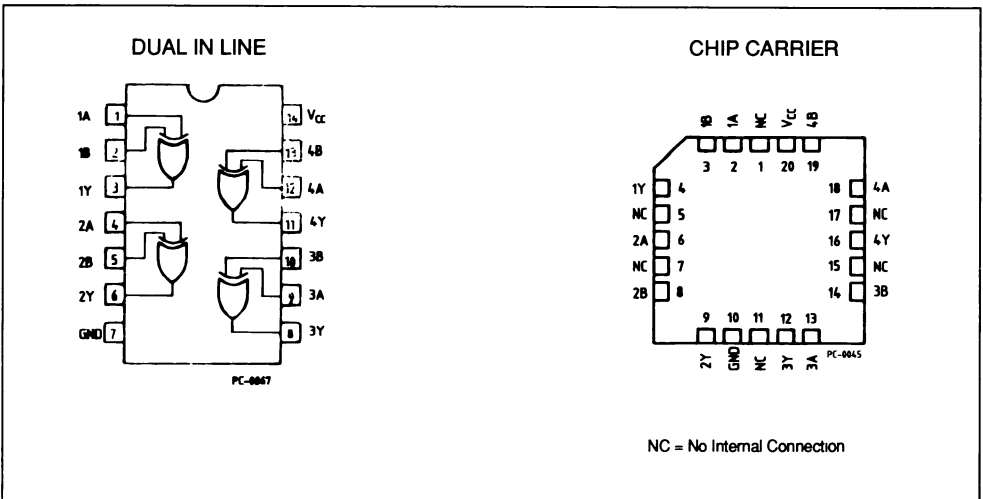 DUAL IN LINE
1A 1
1B 2
1Y 3
2A 4
2B 5
2Y 6
GND 7
14 VCC
13 4B
12 4A
11 4Y
10 3B
9 3A
8 3Y
PC-0067
CHIP CARRIER
1B 1A NC VCC 4B
3 2 1 20 19
1Y 4
NC 5
2A 6
NC 7
2B 8
18 4A
17 NC
16 4Y
15 NC
14 3B
9 10 11 12 13
2Y GND NC 3Y 3A
PC-0045
NC = No Internal Connection